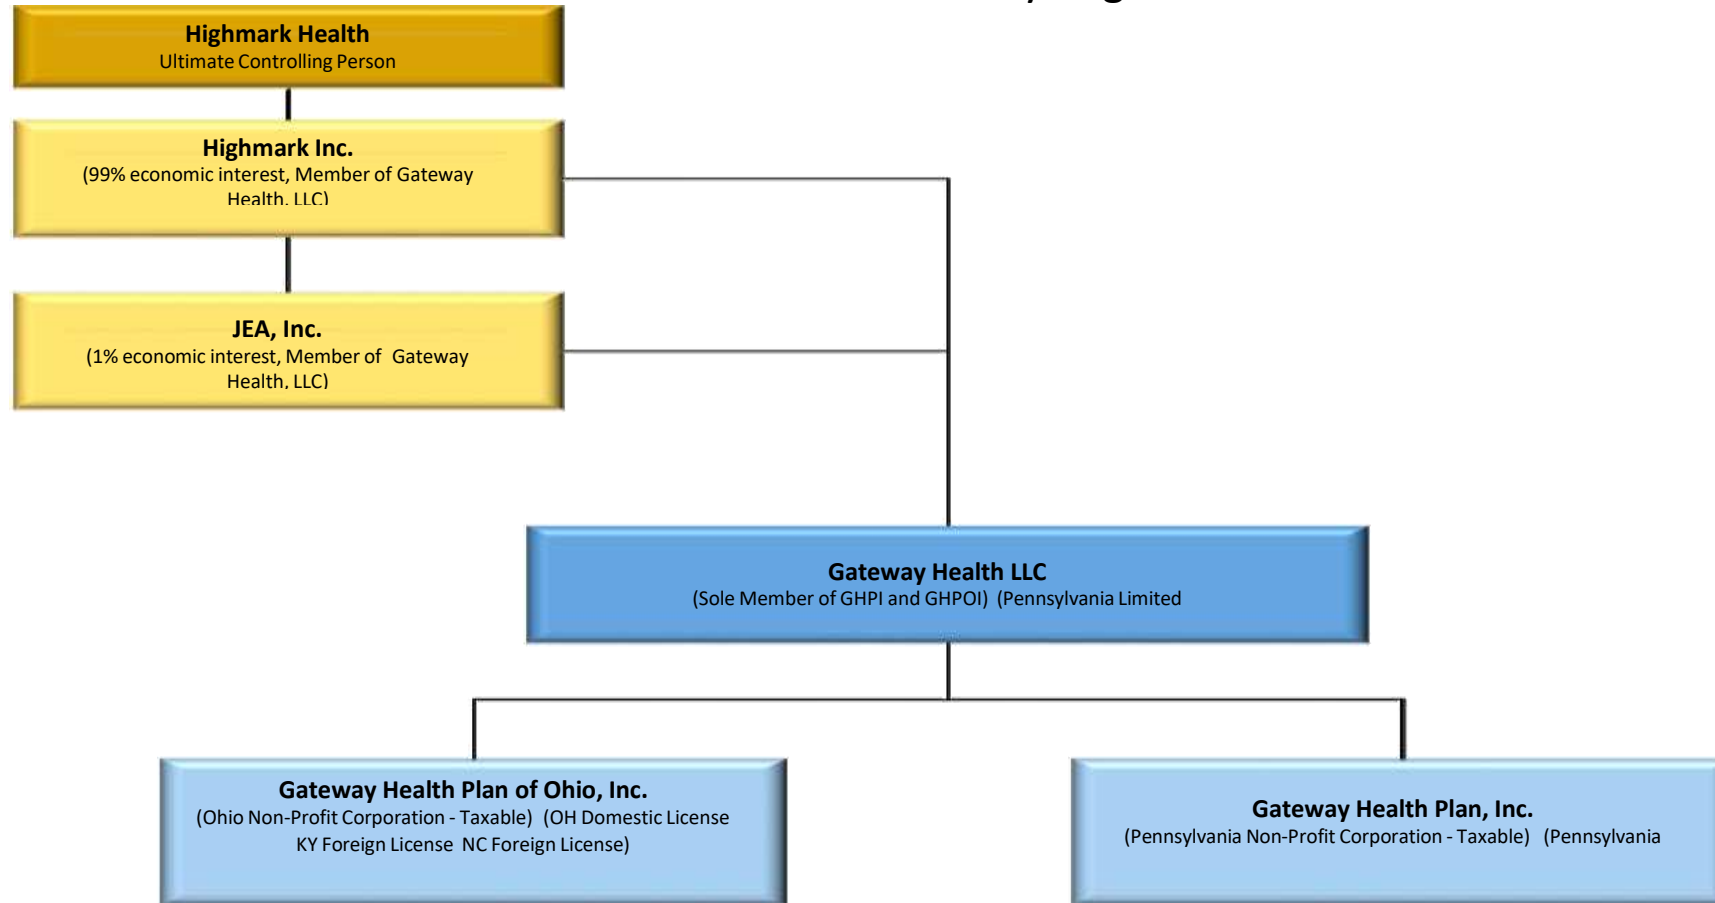 Highmark Health
Ultimate Controlling Person
Highmark Inc.
(99% economic interest, Member of Gateway
Health, LLC)
JEA, Inc.
(1% economic interest, Member of Gateway
Health, LLC)
Gateway Health LLC
(Sole Member of GHPI and GHPOI) (Pennsylvania Limited
Gateway Health Plan of Ohio, Inc.
(Ohio Non-Profit Corporation - Taxable) (OH Domestic License
KY Foreign License NC Foreign License)
Gateway Health Plan, Inc.
(Pennsylvania Non-Profit Corporation - Taxable) (Pennsylvania